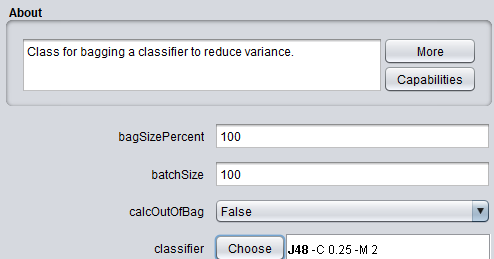 About
Class for bagging a classifier to reduce variance.
More
Capabilities
bagSizePercent 100
batchSize 100
calcOutOfBag False
classifier Choose J48 -C 0.25 -M 2